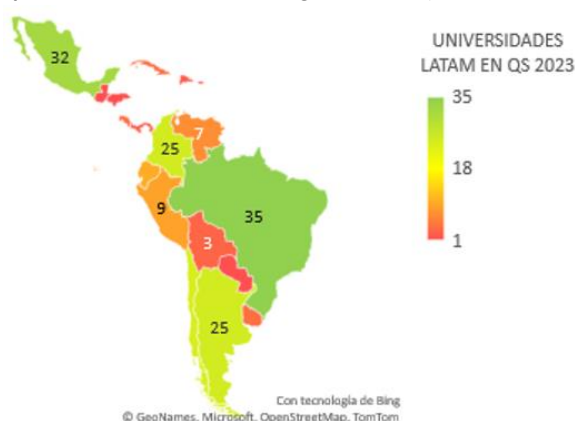 UNIVERSIDADES
LATAM EN QS 2023
32
35
7
25
18
9
35
3
1
25
Con tecnología de Bing
© GeoNames, Microsoft, OpenStreetMap, TomTom